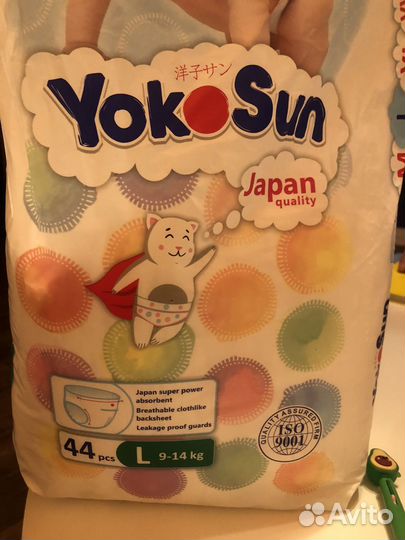 洋子サン
YokoSun
Japan
quality
Japan super power
absorbent
Breathable clothlike
backsheet
Leakage proof guards
44 pcs L 9-14 kg
QUALITY ASSURED FIRM
ISO
9001
Avito